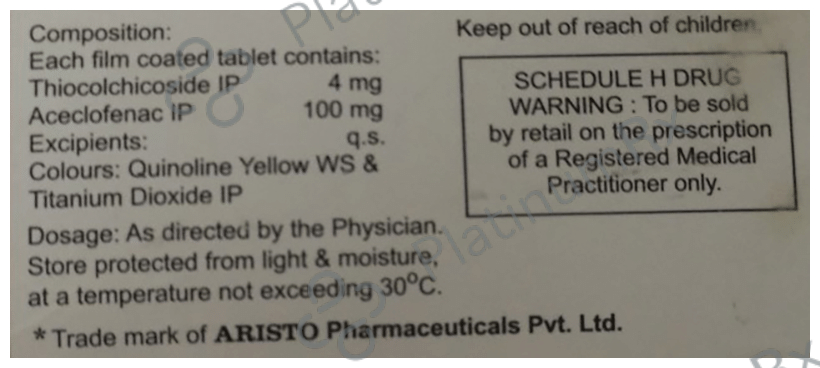 Composition:
Each film coated tablet contains:
Thiocolchicoside IP 4 mg
Aceclofenac IP 100 mg
Excipients: q.s.
Colours: Quinoline Yellow WS &
Titanium Dioxide IP
Dosage: As directed by the Physician.
Store protected from light & moisture,
at a temperature not exceeding 30°C.
* Trade mark of ARISTO Pharmaceuticals Pvt. Ltd.
Keep out of reach of children.
SCHEDULE H DRUG
WARNING : To be sold
by retail on the prescription
of a Registered Medical
Practitioner only.
PlatinumRx